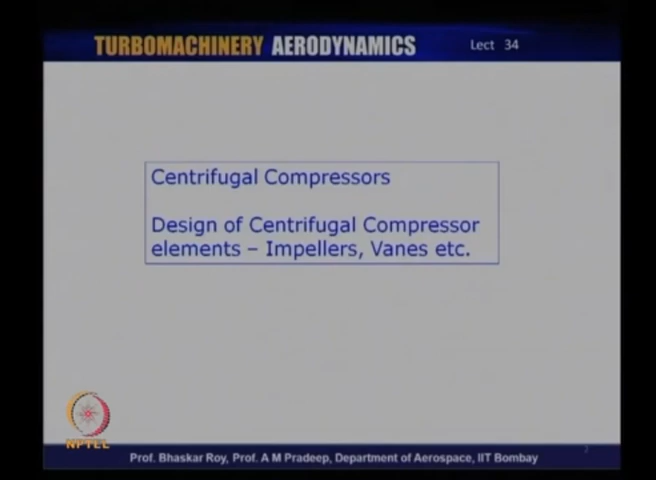 TURBOMACHINERY AERODYNAMICS Lect 34
Centrifugal Compressors
Design of Centrifugal Compressor
elements – Impellers, Vanes etc.
NPTEL
Prof. Bhaskar Roy, Prof. A M Pradeep, Department of Aerospace, IIT Bombay